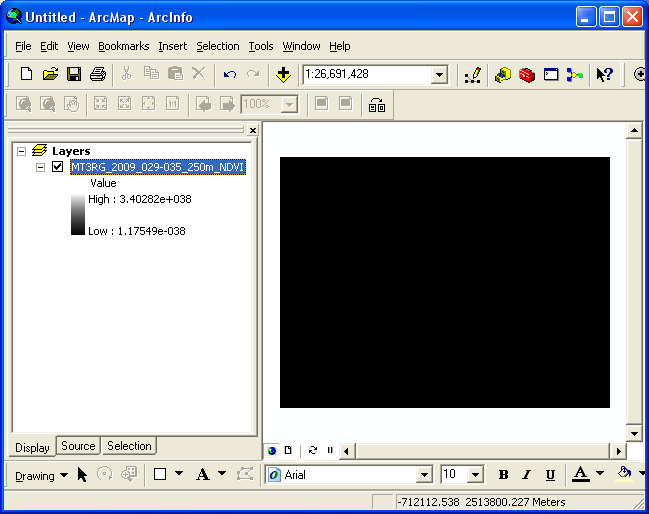 Untitled - ArcMap - ArcInfo
File Edit View Bookmarks Insert Selection Tools Window Help
1:26,691,428
1:1 100%
Layers
MT3RG_2009_029-035_250m_NDVI
Value
High : 3.40282e+038
Low : 1.17549e-038
Display Source Selection
Drawing A Arial 10 B I U A
-712112.538 2513800.227 Meters